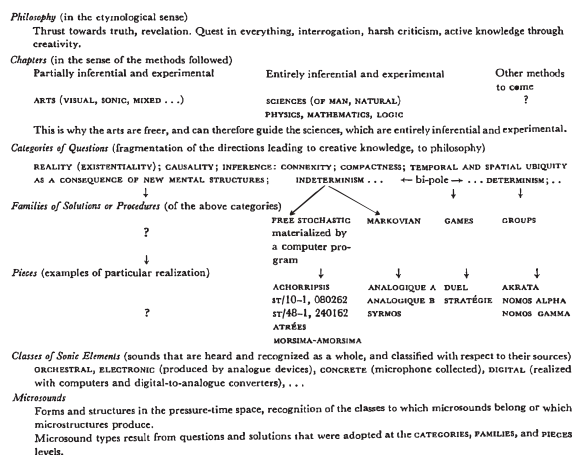 Philosophy (in the etymological sense)
Thrust towards truth, revelation. Quest in everything, interrogation, harsh criticism, active knowledge through
creativity.
Chapters (in the sense of the methods followed)
Partially inferential and experimental Entirely inferential and experimental Other methods
to come
ARTS (VISUAL, SONIC, MIXED . . .) SCIENCES (OF MAN, NATURAL) ?
PHYSICS, MATHEMATICS, LOGIC
This is why the arts are freer, and can therefore guide the sciences, which are entirely inferential and experimental.
Categories of Questions (fragmentation of the directions leading to creative knowledge, to philosophy)
REALITY (EXISTENTIALITY); CAUSALITY; INFERENCE: CONNEXITY; COMPACTNESS; TEMPORAL AND SPATIAL UBIQUITY
AS A CONSEQUENCE OF NEW MENTAL STRUCTURES; INDETERMINISM . . . ← bi-pole → . . . DETERMINISM; . .
↓ ↓ ↓
Families of Solutions or Procedures (of the above categories)
? FREE STOCHASTIC MARKOVIAN GAMES GROUPS
materialized by
a computer pro-
↓ gram
Pieces (examples of particular realization) ↓ ↓ ↓ ↓
ACHORRIPSIS ANALOGIQUE A DUEL AKRATA
? ST/10–1, 080262 ANALOGIQUE B STRATÉGIE NOMOS ALPHA
ST/48–1, 240162 SYRMOS NOMOS GAMMA
ATRÉES
MORSIMA-AMORSIMA
Classes of Sonic Elements (sounds that are heard and recognized as a whole, and classified with respect to their sources)
ORCHESTRAL, ELECTRONIC (produced by analogue devices), CONCRETE (microphone collected), DIGITAL (realized
with computers and digital-to-analogue converters), . . .
Microsounds
Forms and structures in the pressure-time space, recognition of the classes to which microsounds belong or which
microstructures produce.
Microsound types result from questions and solutions that were adopted at the CATEGORIES, FAMILIES, and PIECES
levels.